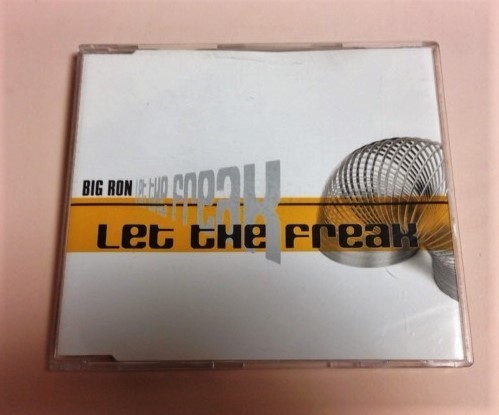 BIG RON let the freak
Let the freak